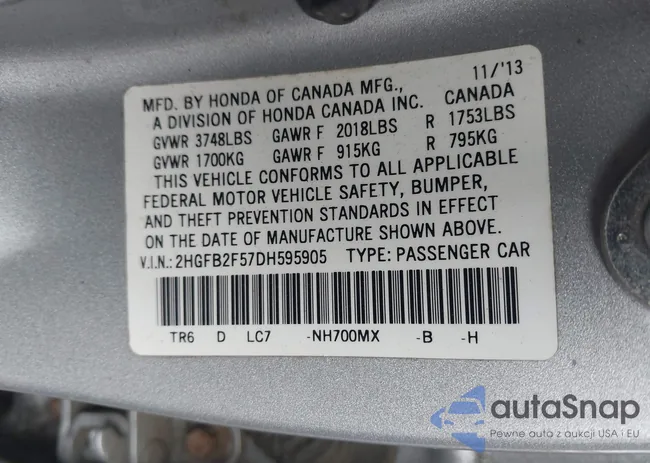 11/'13
MFD. BY HONDA OF CANADA MFG.,
A DIVISION OF HONDA CANADA INC. CANADA
GVWR 3748LBS GAWR F 2018LBS R 1753LBS
GVWR 1700KG GAWR F 915KG R 795KG
THIS VEHICLE CONFORMS TO ALL APPLICABLE
FEDERAL MOTOR VEHICLE SAFETY, BUMPER,
AND THEFT PREVENTION STANDARDS IN EFFECT
ON THE DATE OF MANUFACTURE SHOWN ABOVE.
V.I.N.: 2HGFB2F57DH595905 TYPE: PASSENGER CAR
TR6 D LC7 -NH700MX -B -H
autaSnap
Pewne auta z aukcji USA i EU